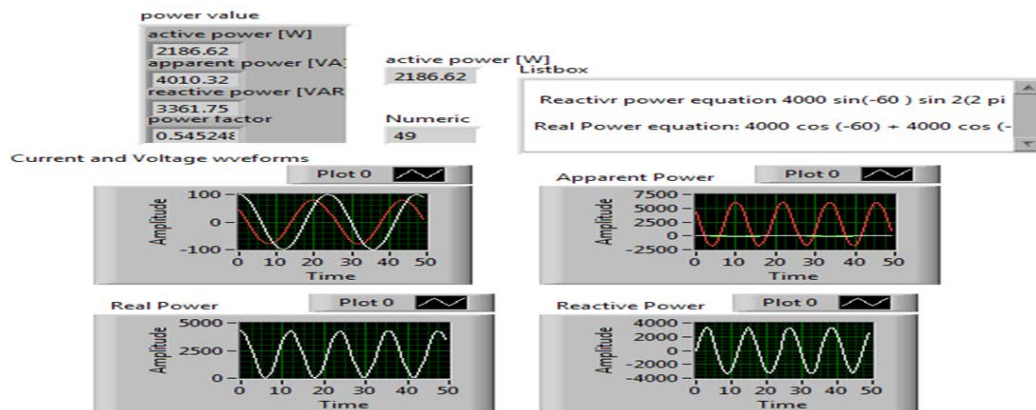 power value
active power [W]
2186.62
apparent power [VA]
4010.32
reactive power [VAR
3361.75
power factor
0.545248
active power [W]
2186.62
Numeric
49
Listbox
Reactivr power equation 4000 sin(-60 ) sin 2(2 pi
Real Power equation: 4000 cos (-60) + 4000 cos (-
Current and Voltage wveforms
Plot 0
Amplitude
100
0
-100
0 10 20 30 40 50
Time
Apparent Power
Plot 0
Amplitude
7500
5000
2500
0
-2500
0 10 20 30 40 50
Time
Real Power
Plot 0
Amplitude
5000
2500
0
0 10 20 30 40 50
Time
Reactive Power
Plot 0
Amplitude
4000
2000
0
-2000
-4000
0 10 20 30 40 50
Time